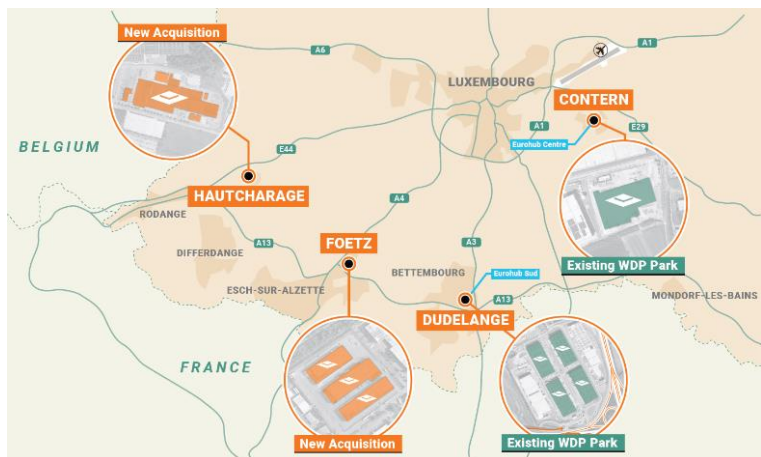 New Acquisition
A6
A1
LUXEMBOURG
CONTERN
BELGIUM
A1
E29
Eurohub Centre
E44
HAUTCHARAGE
A4
RODANGE
FOETZ
A13
A3
DIFFERDANGE
BETTEMBOURG
Eurohub Sud
Existing WDP Park
ESCH-SUR-ALZETTE
A13
MONDORF-LES-BAINS
DUDELANGE
FRANCE
New Acquisition
Existing WDP Park